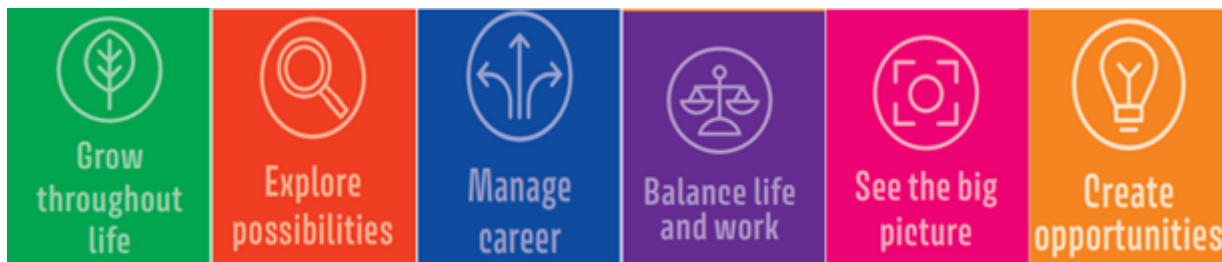 Grow
throughout
life
Explore
possibilities
Manage
career
Balance life
and work
See the big
picture
Create
opportunities